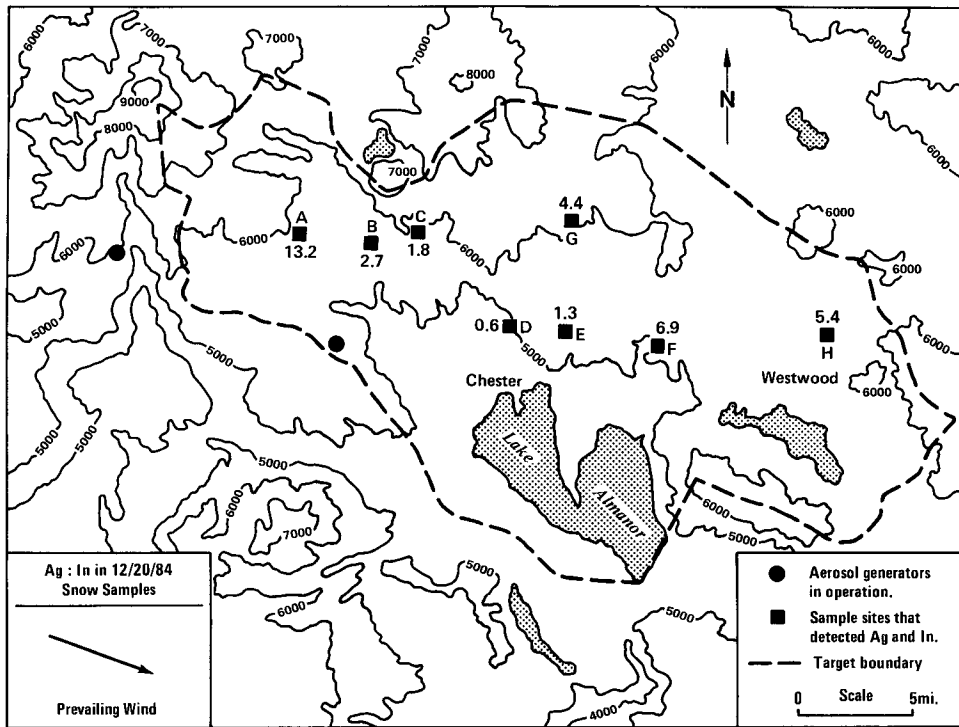 6000
7000
7000
8000
6000
6000
9000
8000
7000
6000
A
13.2
B
2.7
C
1.8
6000
4.4
G
6000
6000
6000
6000
5000
5000
0.6 D
1.3
E
5000
6.9
F
5.4
H
6000
Chester
Westwood
6000
Lake
Almanor
5000
5000
5000
6000
7000
5000
6000
5000
6000
5000
5000
4000
N
Ag : In in 12/20/84
Snow Samples
Prevailing Wind
Aerosol generators
in operation.
Sample sites that
detected Ag and In.
Target boundary
0 Scale 5mi.